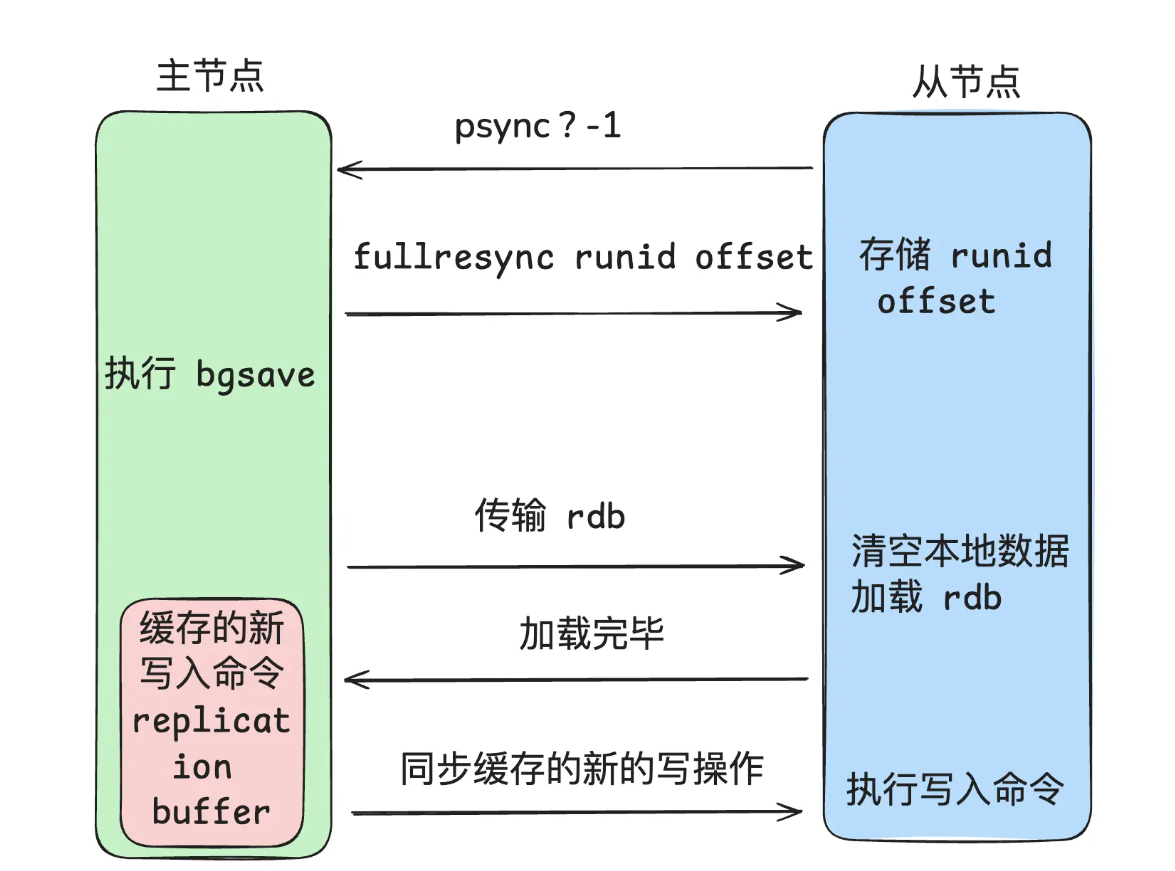 主节点
从节点
psync ? -1
fullresync runid offset
存储 runid
offset
执行 bgsave
传输 rdb
清空本地数据
加载 rdb
加载完毕
缓存的新
写入命令
replicat
ion
buffer
同步缓存的新的写操作
执行写入命令